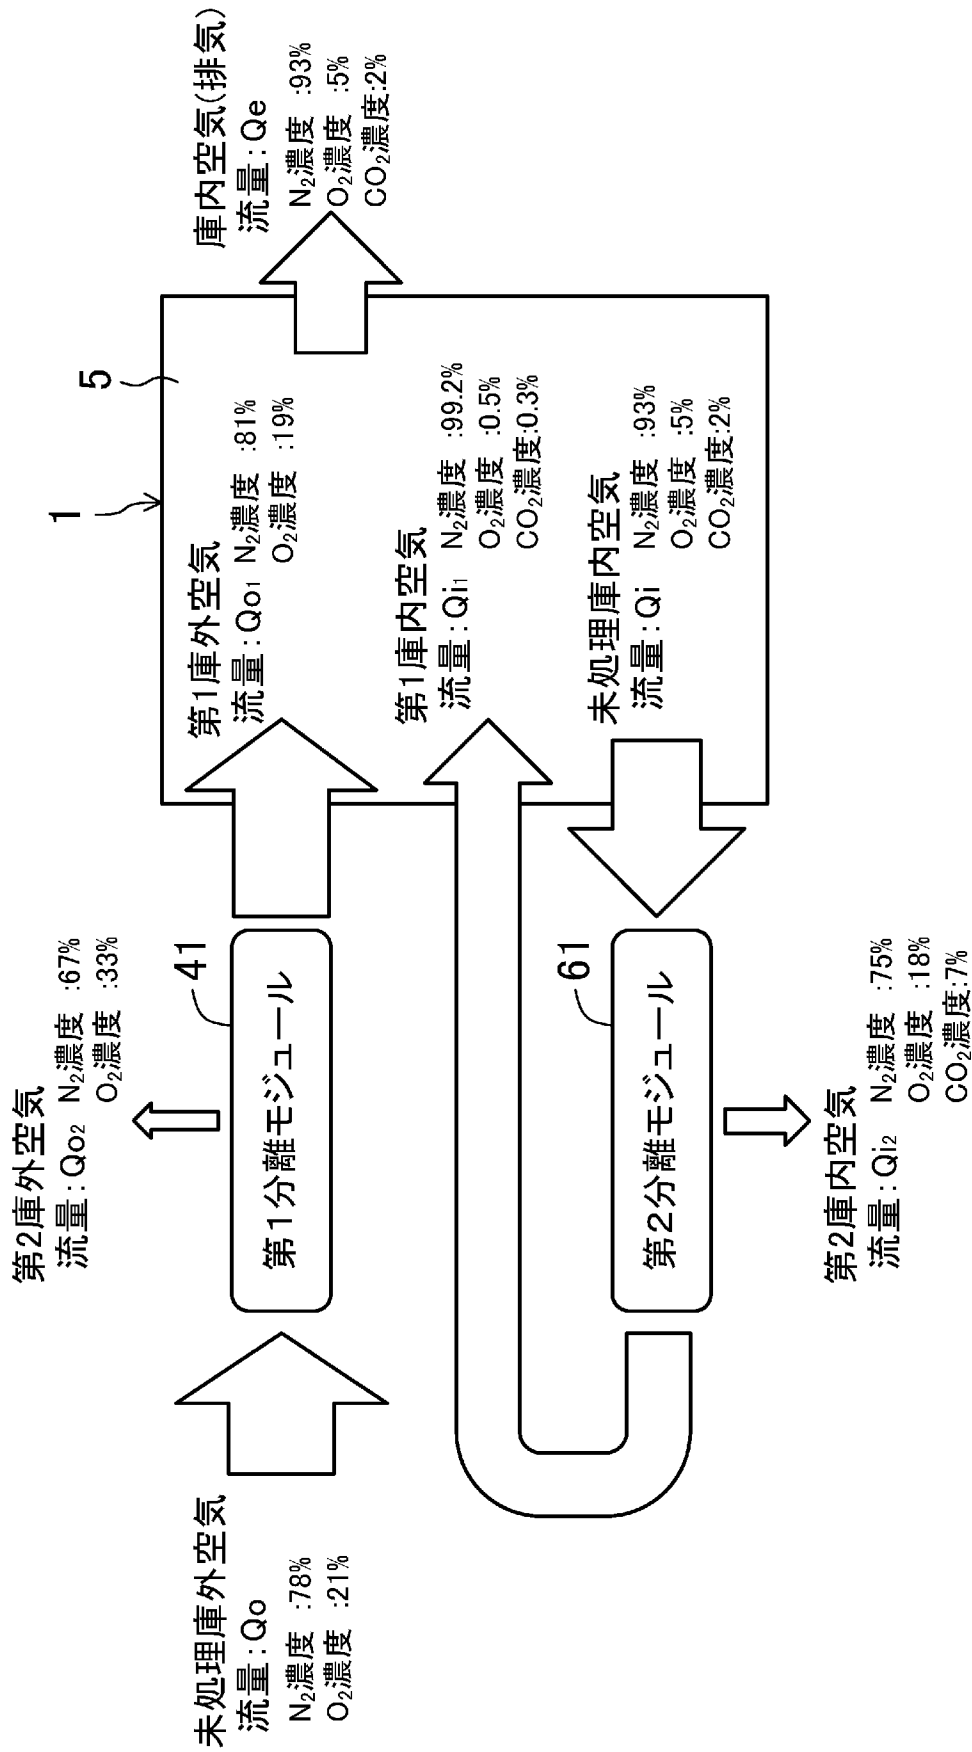 未処理庫外空気
流量:Qo
N₂濃度 :78%
O₂濃度 :21%
第2庫外空気
流量:Qo₂
N₂濃度 :67%
O₂濃度 :33%
第1分離モジュール
41
第1庫外空気
流量:Qo₁
N₂濃度 :81%
O₂濃度 :19%
1
5
庫内空気(排気)
流量:Qe
N₂濃度 :93%
O₂濃度 :5%
CO₂濃度:2%
第1庫内空気
流量:Qi₁
N₂濃度 :99.2%
O₂濃度 :0.5%
CO₂濃度:0.3%
未処理庫内空気
流量:Qi
N₂濃度 :93%
O₂濃度 :5%
CO₂濃度:2%
第2分離モジュール
61
第2庫内空気
流量:Qi₂
N₂濃度 :75%
O₂濃度 :18%
CO₂濃度:7%